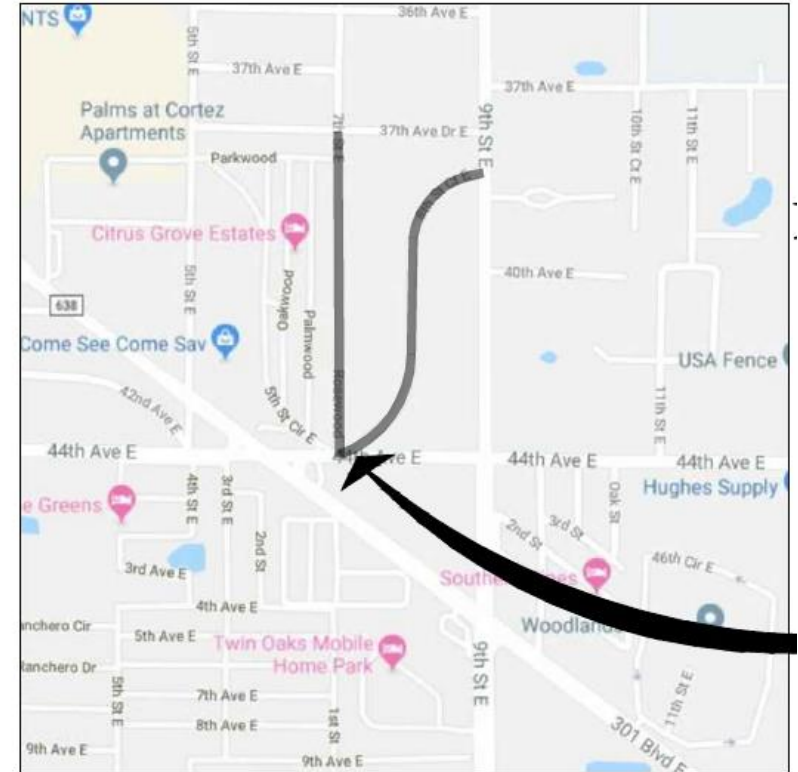 NTS
36th Ave E
5th St E
37th Ave E
37th Ave E
Palms at Cortez
Apartments
7th St E
37th Ave Dr E
9th St E
10th St Ct E
11th St E
Parkwood
Citrus Grove Estates
5th St E
Oakwood
Palmwood
40th Ave E
638
Come See Come Sav
USA Fence
42nd Ave E
5th St Cir E
Rosewood
11th St E
44th Ave E
44th Ave E
44th Ave E
44th Ave E
Hughes Supply
e Greens
4th St E
3rd St E
2nd St
Oak St
3rd St
2nd St
3rd Ave E
46th Cir E
4th Ave E
anchero Cir
5th Ave E
Woodland
Twin Oaks Mobile
Home Park
9th St E
Ranchero Dr
5th St E
7th Ave E
1st St
11th St E
8th Ave E
301 Blvd E
9th Ave E
9th Ave E